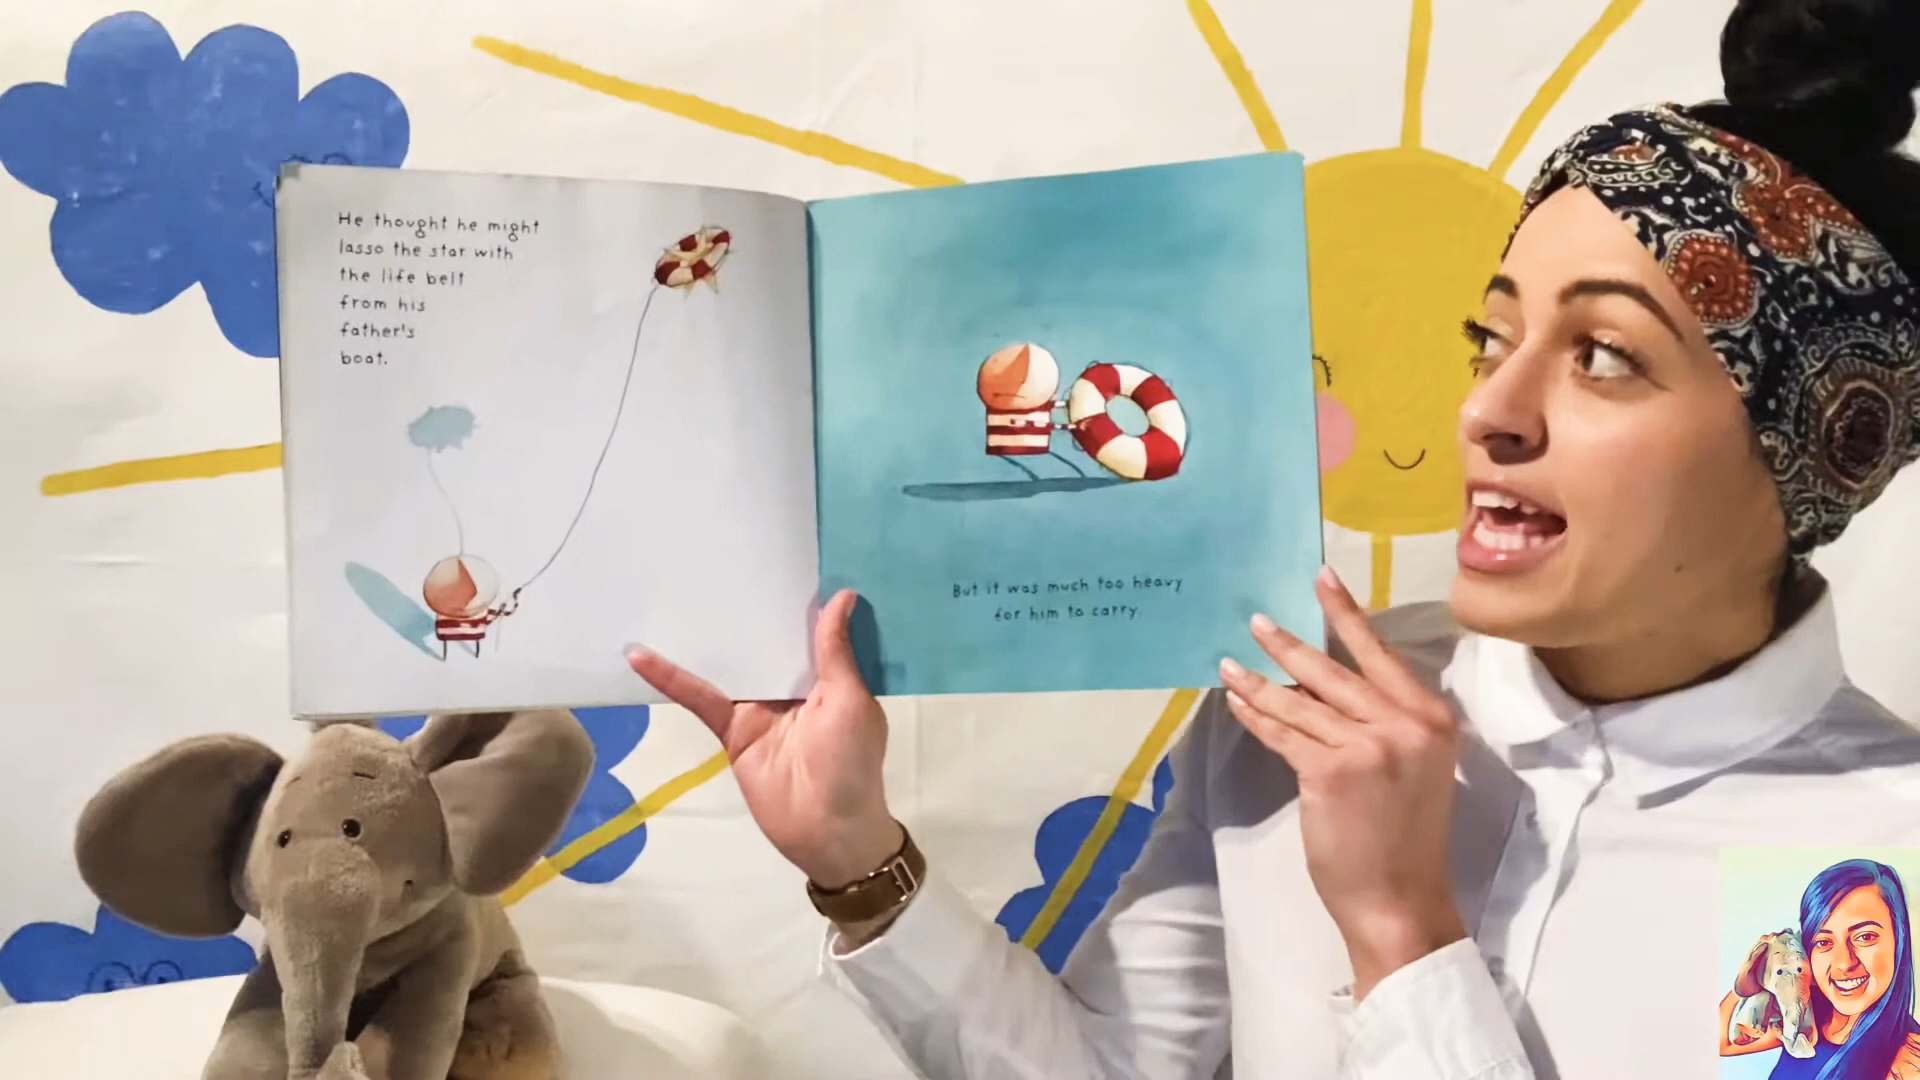 He thought he might
lasso the star with
the life belt
from his
father's
boat.
But it was much too heavy
for him to carry.